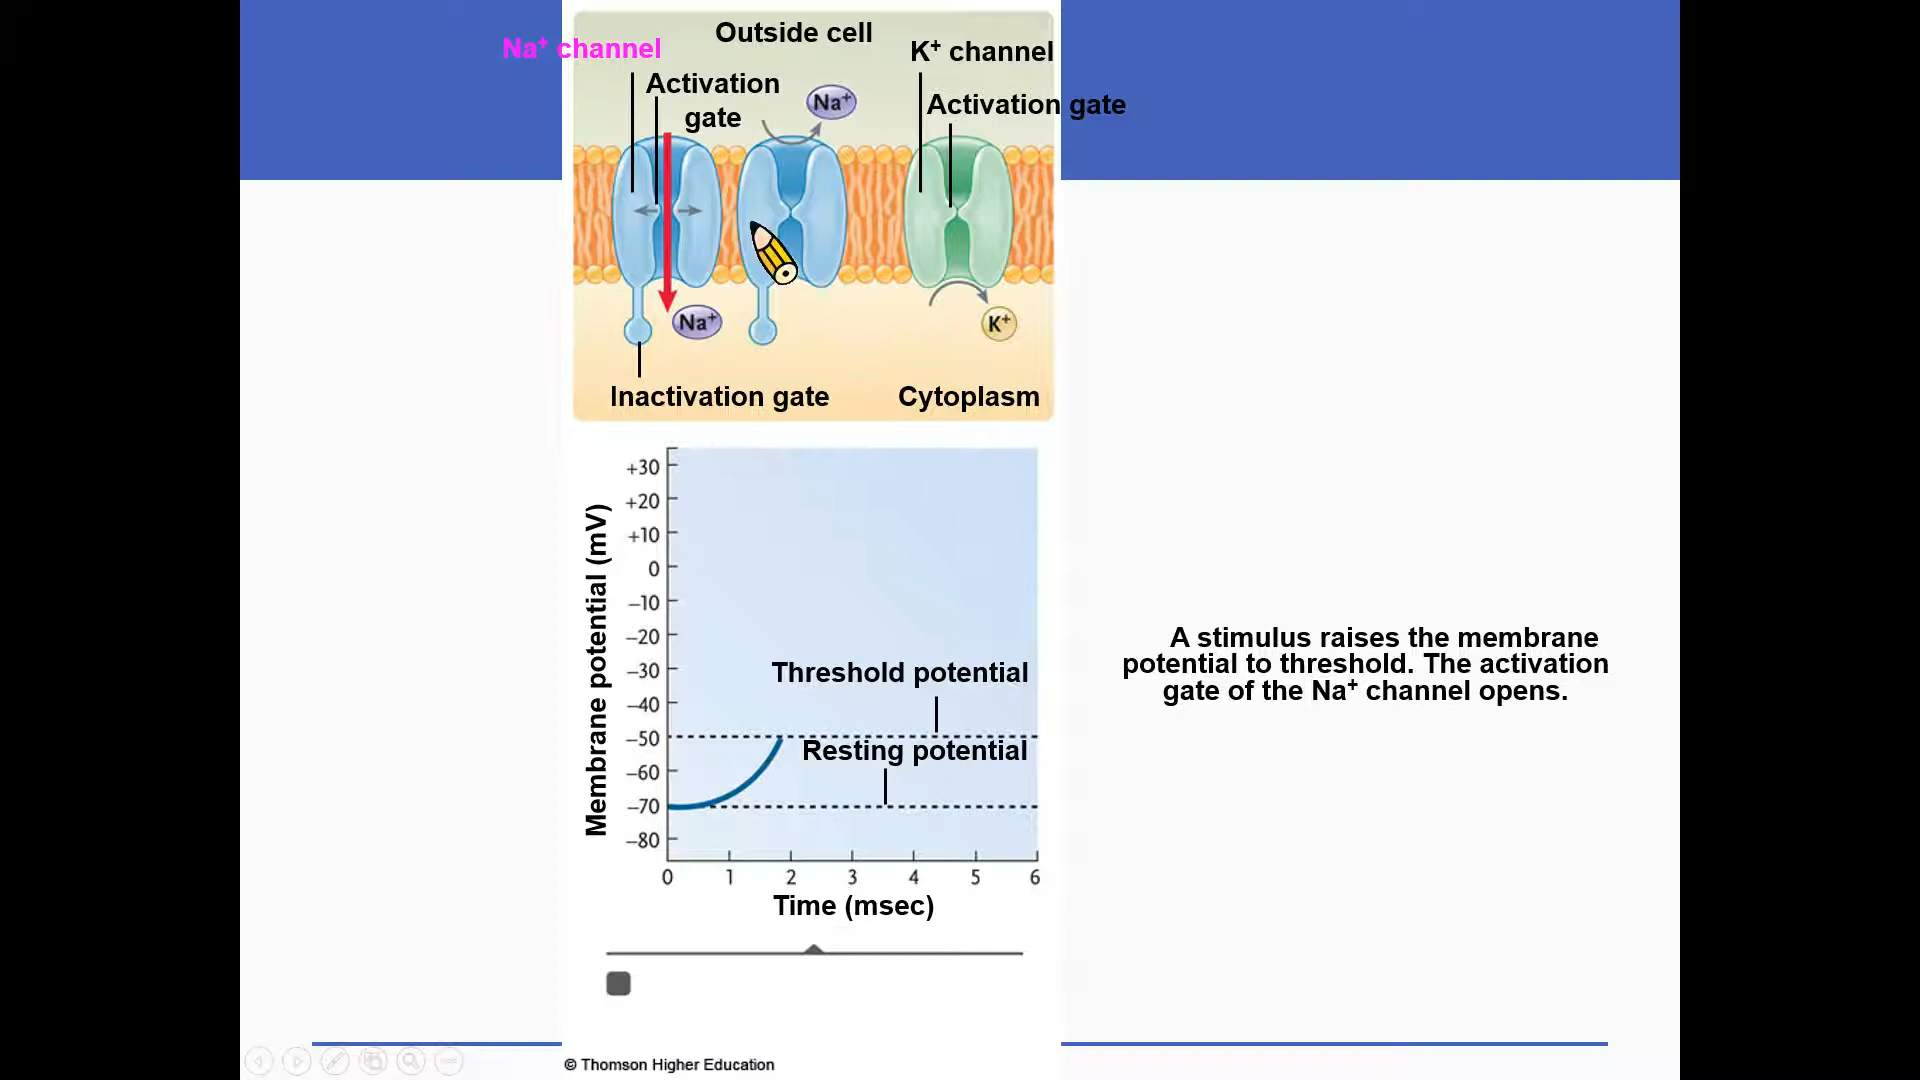 Outside cell
Na⁺ channel
K⁺ channel
Activation
gate
Na⁺
Activation gate
Na⁺
K⁺
Inactivation gate
Cytoplasm
+30
+20
+10
0
–10
–20
–30
–40
–50
–60
–70
–80
Membrane potential (mV)
Threshold potential
Resting potential
0 1 2 3 4 5 6
Time (msec)
A stimulus raises the membrane
potential to threshold. The activation
gate of the Na⁺ channel opens.
© Thomson Higher Education